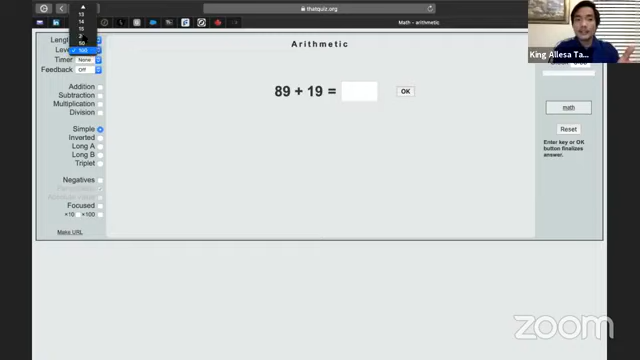 13
14
15
50
✓ 100
thatquiz.org
Math - arithmetic
Length
Level
Timer None
Feedback Off
Arithmetic
Addition
Subtraction
Multiplication
Division
Simple
Inverted
Long A
Long B
Triplet
Negatives
Focused
×10 ×100
Make URL
89 + 19 =
OK
King Allesa Ta...
math
Reset
Enter key or OK
button finalizes
answer.
zoom